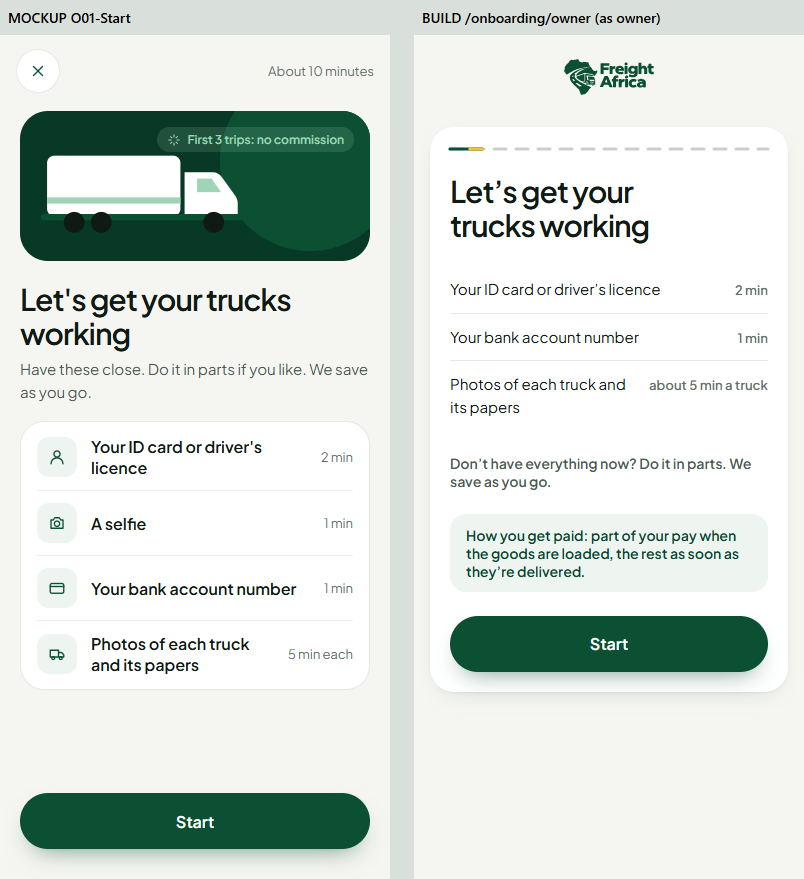 MOCKUP O01-Start
About 10 minutes
First 3 trips: no commission
Let's get your trucks
working
Have these close. Do it in parts if you like. We save
as you go.
Your ID card or driver's
licence
2 min
A selfie
1 min
Your bank account number
1 min
Photos of each truck
and its papers
5 min each
Start
BUILD /onboarding/owner (as owner)
Freight
Africa
Let’s get your
trucks working
Your ID card or driver’s licence
2 min
Your bank account number
1 min
Photos of each truck and
its papers
about 5 min a truck
Don’t have everything now? Do it in parts. We
save as you go.
How you get paid: part of your pay when
the goods are loaded, the rest as soon as
they’re delivered.
Start